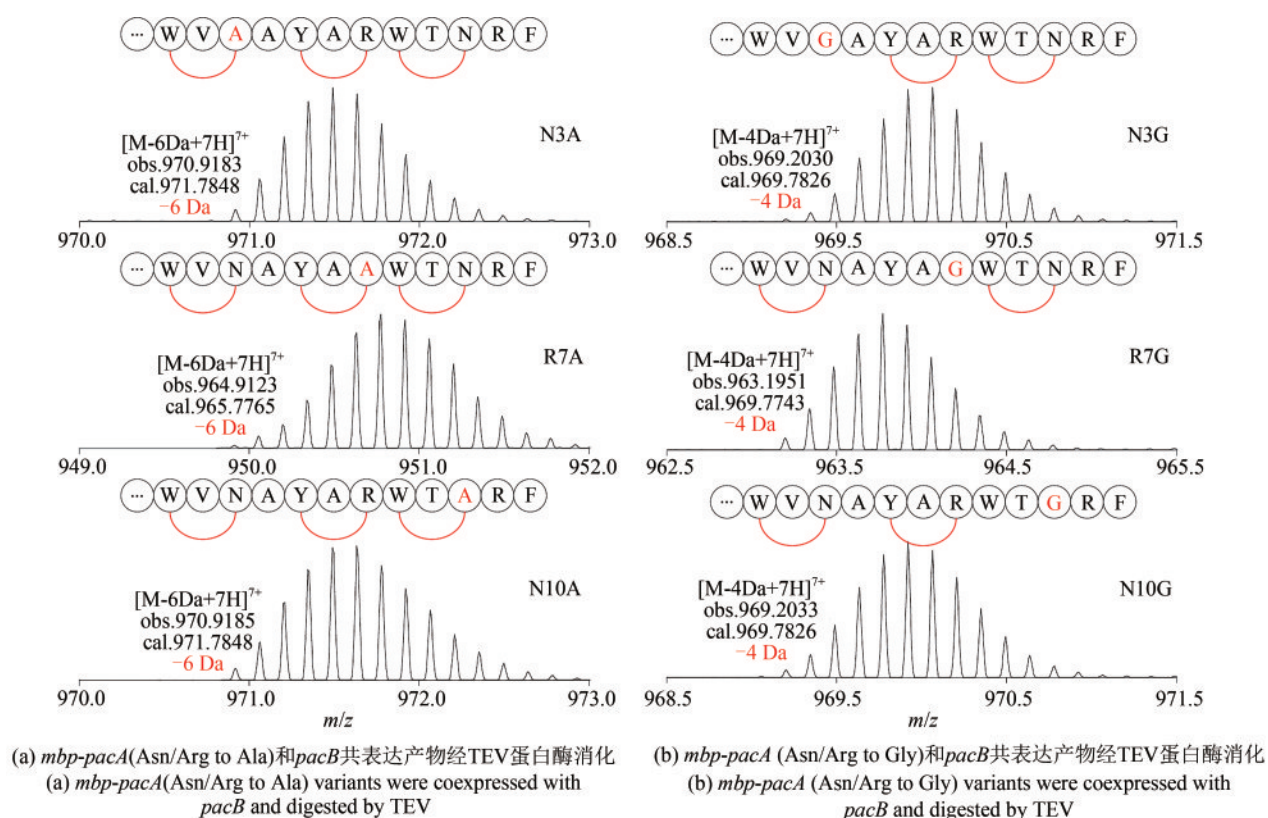 ··· W V A A Y A R W T N R F
N3A
[M-6Da+7H]7+
obs.970.9183
cal.971.7848
−6 Da
970.0 971.0 972.0 973.0
··· W V N A Y A A W T N R F
R7A
[M-6Da+7H]7+
obs.964.9123
cal.965.7765
−6 Da
949.0 950.0 951.0 952.0
··· W V N A Y A R W T A R F
N10A
[M-6Da+7H]7+
obs.970.9185
cal.971.7848
−6 Da
970.0 971.0 972.0 973.0
m/z
(a) mbp-pacA(Asn/Arg to Ala)和pacB共表达产物经TEV蛋白酶消化
(a) mbp-pacA(Asn/Arg to Ala) variants were coexpressed with
pacB and digested by TEV
··· W V G A Y A R W T N R F
N3G
[M-4Da+7H]7+
obs.969.2030
cal.969.7826
−4 Da
968.5 969.5 970.5 971.5
··· W V N A Y A G W T N R F
R7G
[M-4Da+7H]7+
obs.963.1951
cal.969.7743
−4 Da
962.5 963.5 964.5 965.5
··· W V N A Y A R W T G R F
N10G
[M-4Da+7H]7+
obs.969.2033
cal.969.7826
−4 Da
968.5 969.5 970.5 971.5
m/z
(b) mbp-pacA (Asn/Arg to Gly)和pacB共表达产物经TEV蛋白酶消化
(b) mbp-pacA (Asn/Arg to Gly) variants were coexpressed with
pacB and digested by TEV